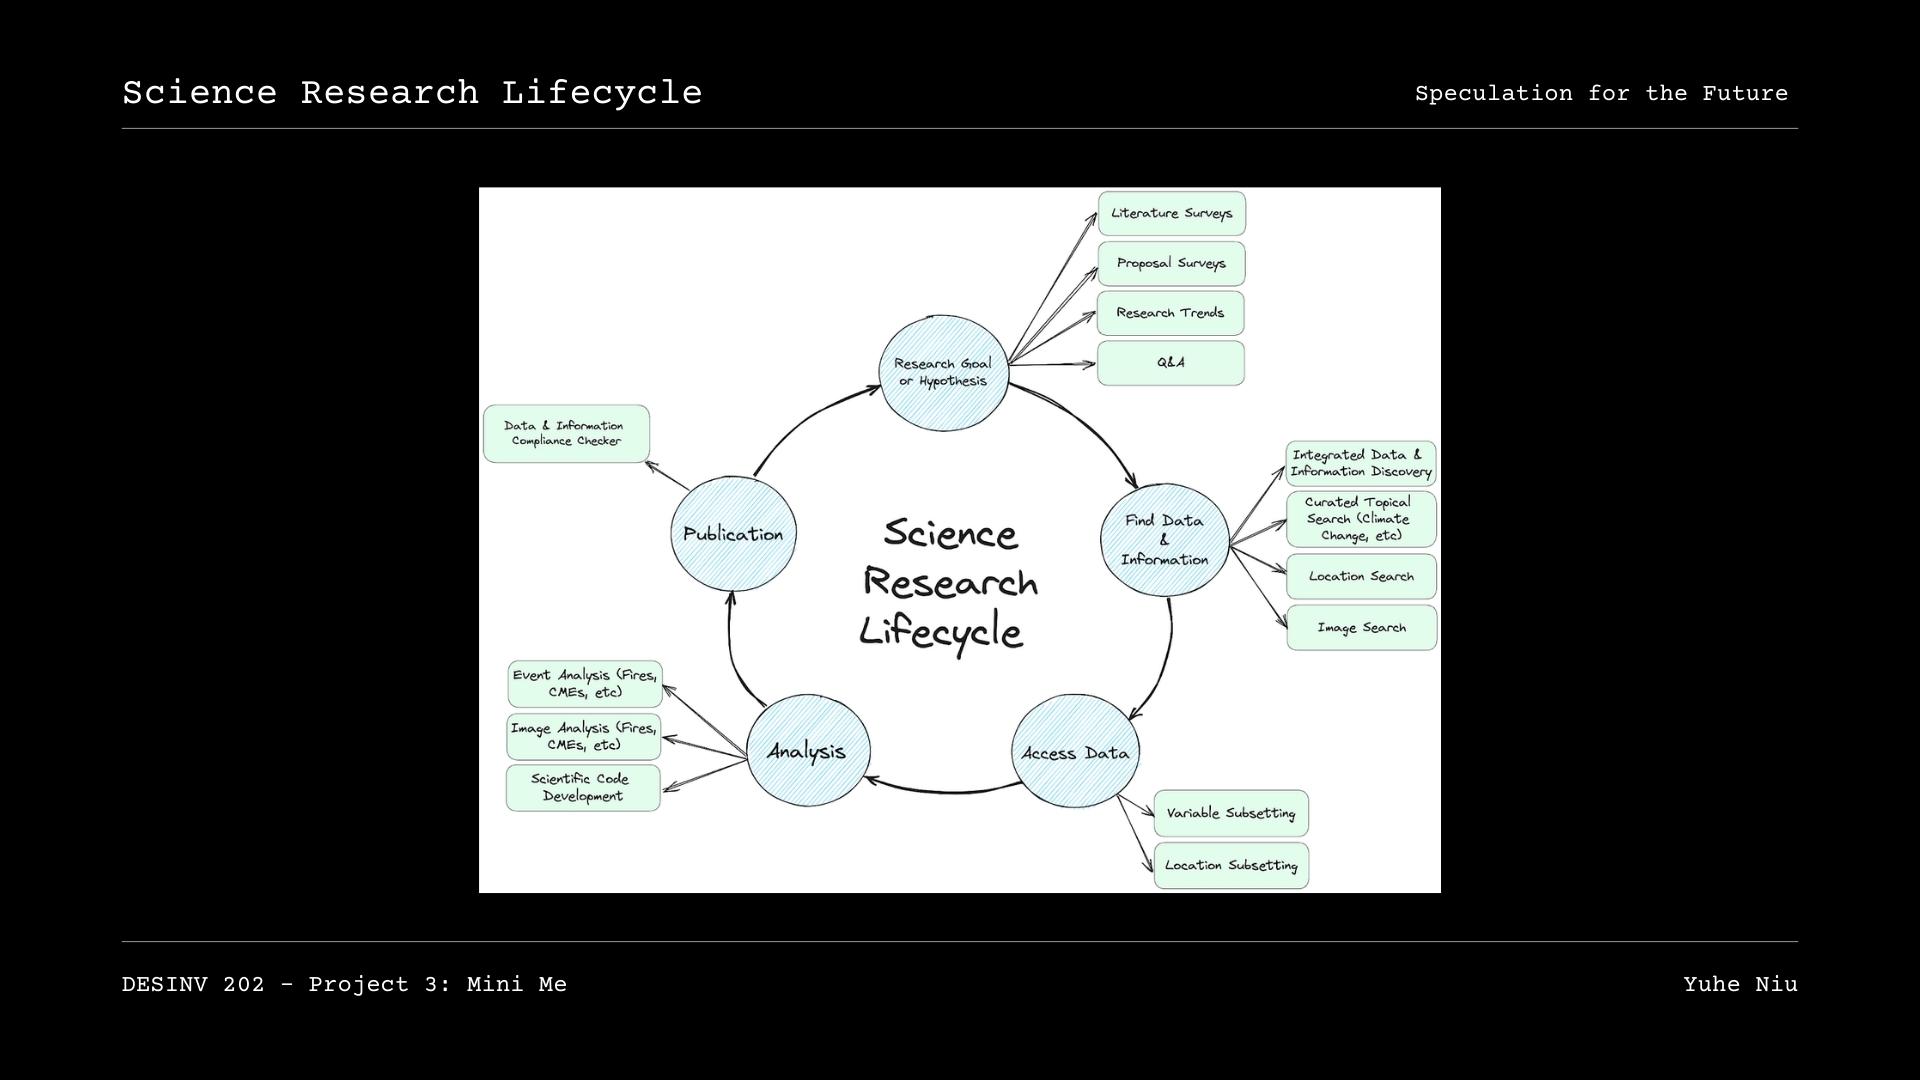 Science Research Lifecycle
Speculation for the Future
Literature Surveys
Proposal Surveys
Research Trends
Q&A
Research Goal
or Hypothesis
Data & Information
Compliance Checker
Integrated Data &
Information Discovery
Curated Topical
Search (Climate
Change, etc)
Location Search
Image Search
Find Data
&
Information
Publication
Science
Research
Lifecycle
Event Analysis (Fires,
CMEs, etc)
Image Analysis (Fires,
CMEs, etc)
Scientific Code
Development
Analysis
Access Data
Variable Subsetting
Location Subsetting
DESINV 202 - Project 3: Mini Me
Yuhe Niu